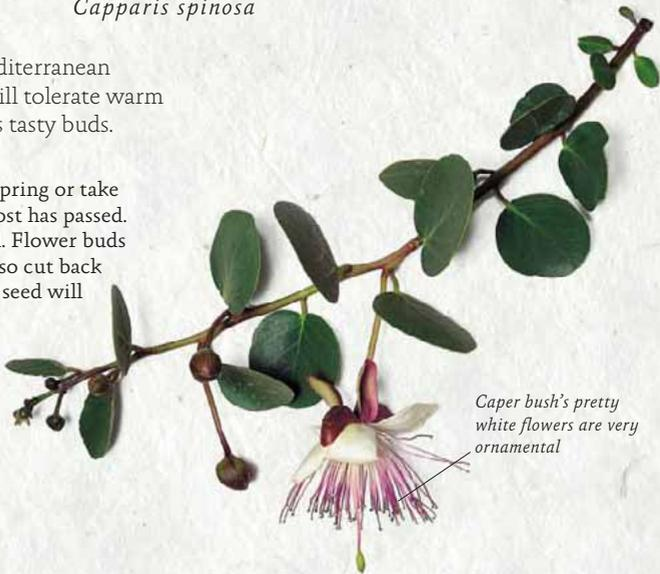 Capparis spinosa
diterranean
ill tolerate warm
s tasty buds.
pring or take
ost has passed.
. Flower buds
so cut back
seed will
Caper bush's pretty
white flowers are very
ornamental